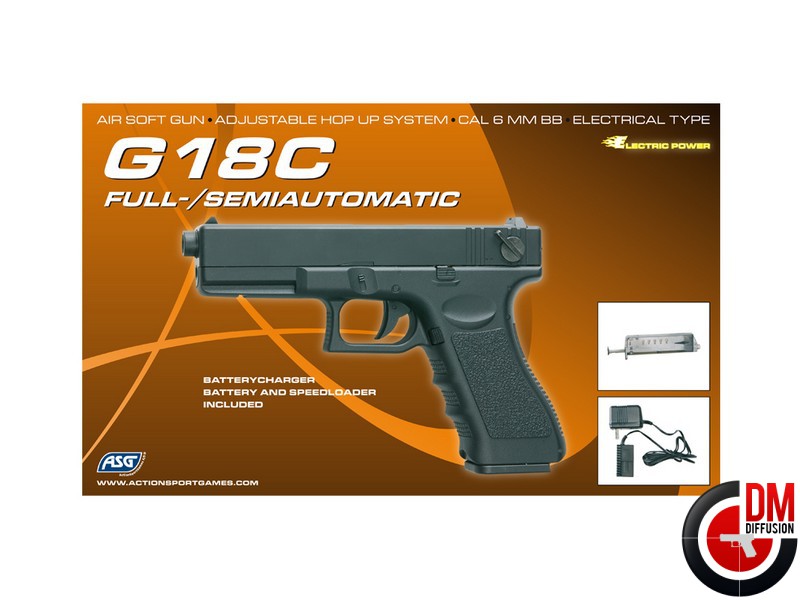 AIR SOFT GUN • ADJUSTABLE HOP UP SYSTEM • CAL 6 MM BB • ELECTRICAL TYPE
ELECTRIC POWER
G18C
FULL-/SEMIAUTOMATIC
BATTERYCHARGER
BATTERY AND SPEEDLOADER
INCLUDED
ASG
WWW.ACTIONSPORTGAMES.COM
DM
DIFFUSION